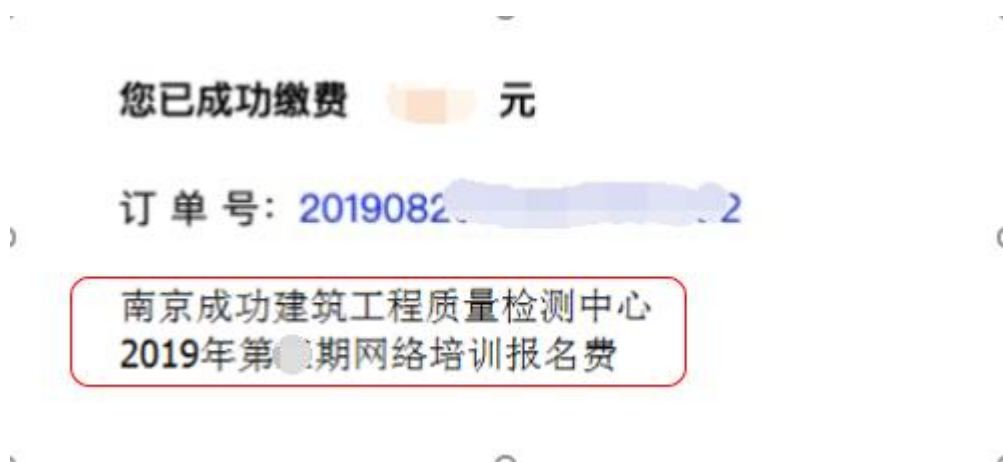 您已成功缴费 元
订 单 号: 2019082 2
南京成功建筑工程质量检测中心
2019年第 期网络培训报名费